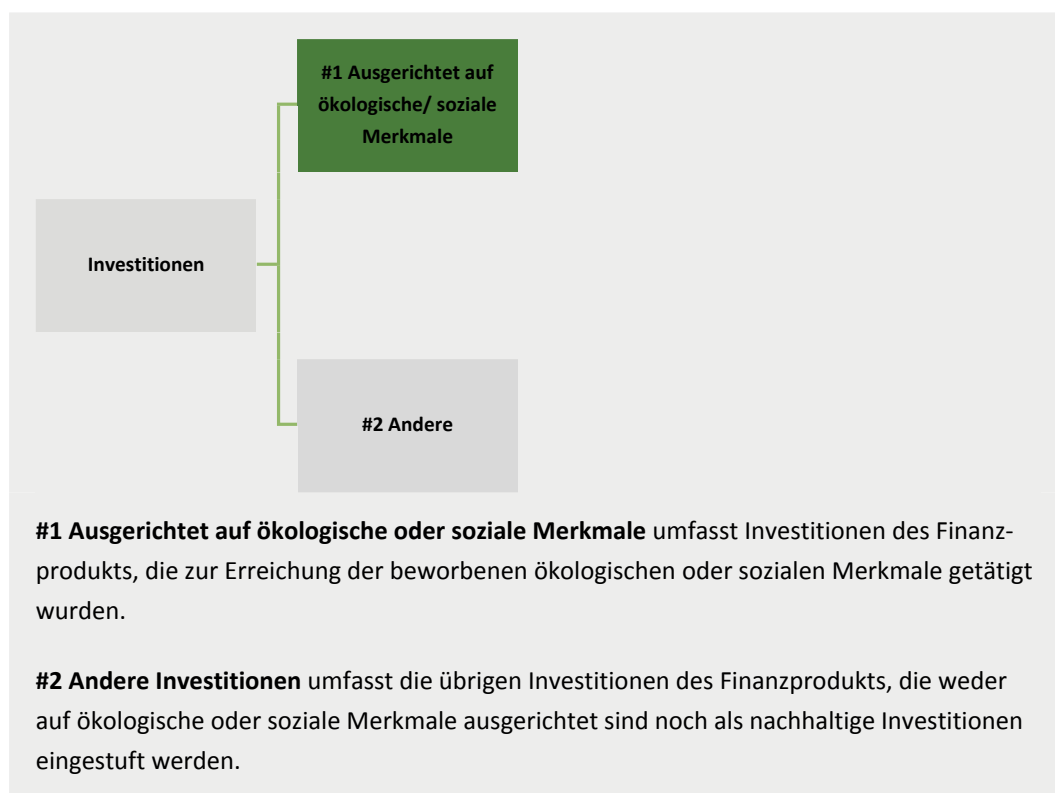 #1 Ausgerichtet auf
ökologische/ soziale
Merkmale
Investitionen
#2 Andere
#1 Ausgerichtet auf ökologische oder soziale Merkmale umfasst Investitionen des Finanz-
produkts, die zur Erreichung der beworbenen ökologischen oder sozialen Merkmale getätigt
wurden.
#2 Andere Investitionen umfasst die übrigen Investitionen des Finanzprodukts, die weder
auf ökologische oder soziale Merkmale ausgerichtet sind noch als nachhaltige Investitionen
eingestuft werden.